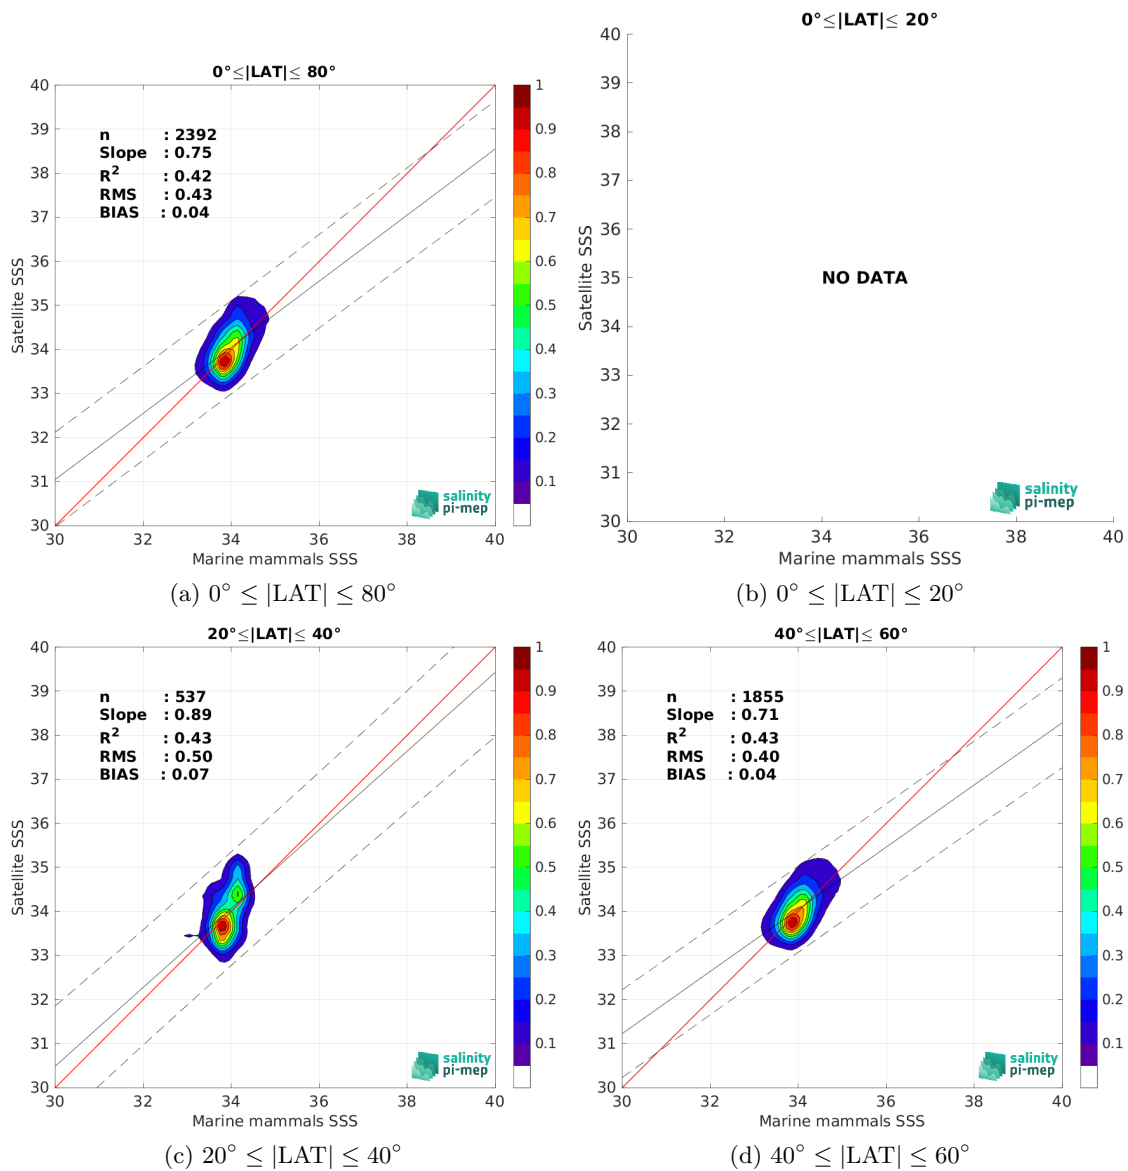 0°≤|LAT|≤ 80°
40
39
38
37
36
35
34
33
32
31
30
n : 2392
Slope : 0.75
R² : 0.42
RMS : 0.43
BIAS : 0.04
Satellite SSS
30 32 34 36 38 40
Marine mammals SSS
1
0.9
0.8
0.7
0.6
0.5
0.4
0.3
0.2
0.1
salinity
pi-mep
(a) 0° ≤ |LAT| ≤ 80°
0°≤|LAT|≤ 20°
40
39
38
37
36
35
34
33
32
31
30
Satellite SSS
NO DATA
salinity
pi-mep
30 32 34 36 38 40
Marine mammals SSS
(b) 0° ≤ |LAT| ≤ 20°
20°≤|LAT|≤ 40°
40
39
38
37
36
35
34
33
32
31
30
n : 537
Slope : 0.89
R² : 0.43
RMS : 0.50
BIAS : 0.07
Satellite SSS
30 32 34 36 38 40
Marine mammals SSS
1
0.9
0.8
0.7
0.6
0.5
0.4
0.3
0.2
0.1
salinity
pi-mep
(c) 20° ≤ |LAT| ≤ 40°
40°≤|LAT|≤ 60°
40
39
38
37
36
35
34
33
32
31
30
n : 1855
Slope : 0.71
R² : 0.43
RMS : 0.40
BIAS : 0.04
Satellite SSS
30 32 34 36 38 40
Marine mammals SSS
1
0.9
0.8
0.7
0.6
0.5
0.4
0.3
0.2
0.1
salinity
pi-mep
(d) 40° ≤ |LAT| ≤ 60°